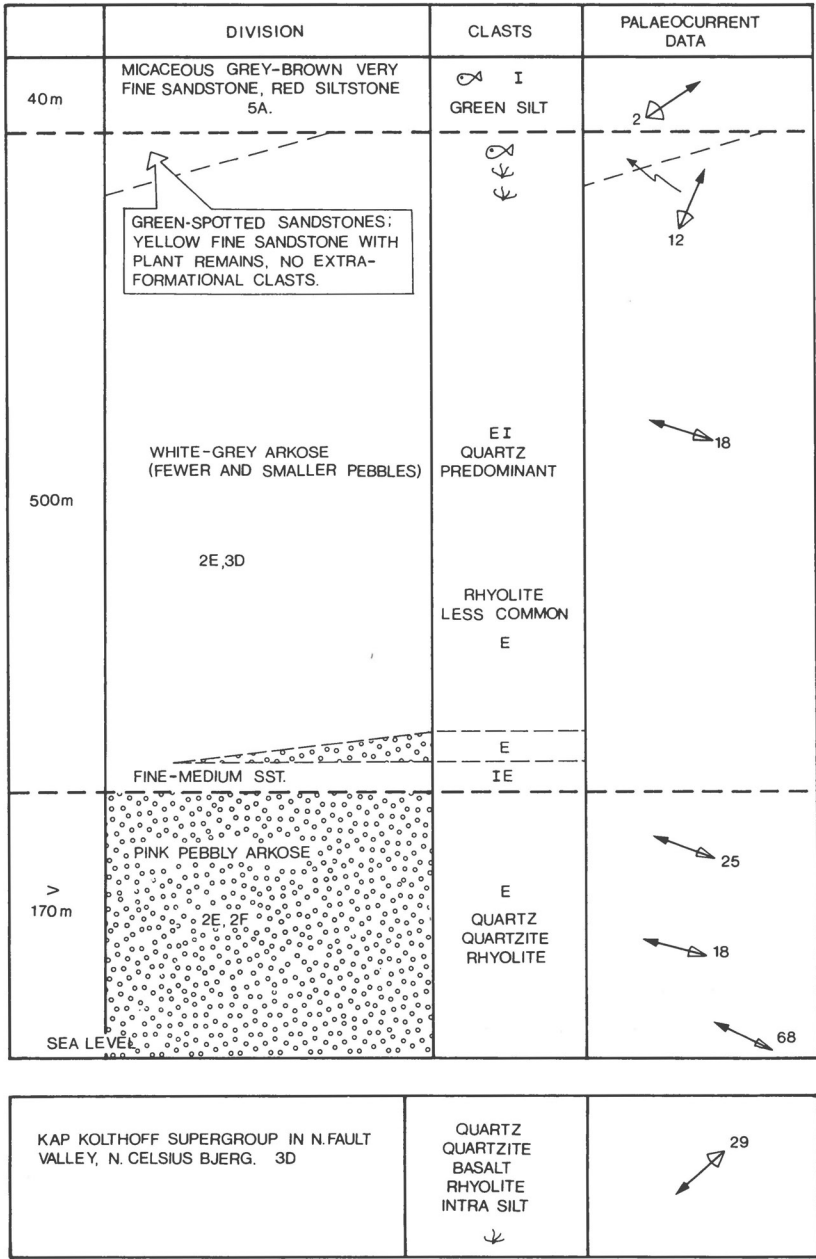 DIVISION
CLASTS
PALAEOCURRENT
DATA
40m
MICACEOUS GREY-BROWN VERY
FINE SANDSTONE, RED SILTSTONE
5A.
I
GREEN SILT
2
GREEN-SPOTTED SANDSTONES;
YELLOW FINE SANDSTONE WITH
PLANT REMAINS, NO EXTRA-
FORMATIONAL CLASTS.
12
500m
WHITE-GREY ARKOSE
(FEWER AND SMALLER PEBBLES)
2E,3D
EI
QUARTZ
PREDOMINANT
18
RHYOLITE
LESS COMMON
E
E
FINE-MEDIUM SST.
IE
>
170m
PINK PEBBLY ARKOSE
2E, 2F
SEA LEVEL
E
QUARTZ
QUARTZITE
RHYOLITE
25
18
68
KAP KOLTHOFF SUPERGROUP IN N.FAULT
VALLEY, N. CELSIUS BJERG. 3D
QUARTZ
QUARTZITE
BASALT
RHYOLITE
INTRA SILT
29